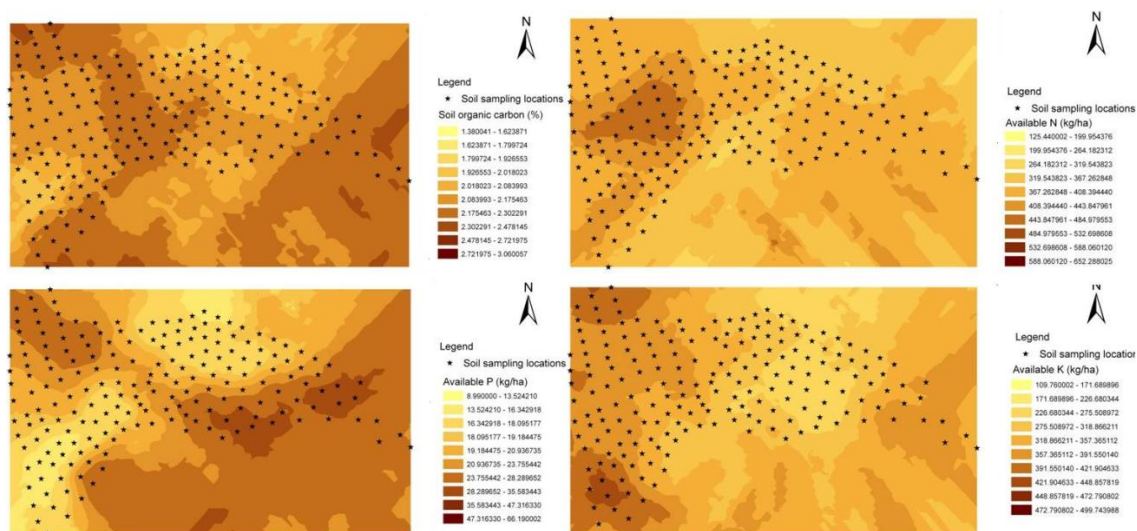 N
Legend
Soil sampling locations
Soil organic carbon (%)
1.380041 - 1.623871
1.623871 - 1.799724
1.799724 - 1.926553
1.926553 - 2.018023
2.018023 - 2.083993
2.083993 - 2.175463
2.175463 - 2.302291
2.302291 - 2.478145
2.478145 - 2.721975
2.721975 - 3.060057
N
Legend
Soil sampling locations
Available N (kg/ha)
125.440002 - 199.954376
199.954376 - 264.182312
264.182312 - 319.543823
319.543823 - 367.262848
367.262848 - 408.394440
408.394440 - 443.847961
443.847961 - 484.979553
484.979553 - 532.698608
532.698608 - 588.060120
588.060120 - 652.288025
N
Legend
Soil sampling locations
Available P (kg/ha)
8.990000 - 13.524210
13.524210 - 16.342918
16.342918 - 18.095177
18.095177 - 19.184475
19.184475 - 20.936735
20.936735 - 23.755442
23.755442 - 28.289652
28.289652 - 35.583443
35.583443 - 47.316330
47.316330 - 66.190002
N
Legend
Soil sampling location
Available K (kg/ha)
109.760002 - 171.689896
171.689896 - 226.680344
226.680344 - 275.508972
275.508972 - 318.866211
318.866211 - 357.365112
357.365112 - 391.550140
391.550140 - 421.904633
421.904633 - 448.857819
448.857819 - 472.790802
472.790802 - 499.743988